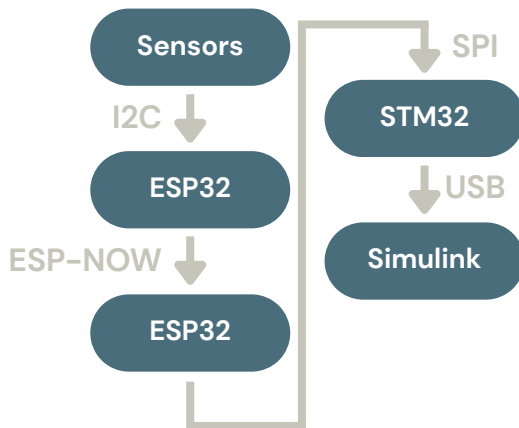 Sensors
I2C
ESP32
ESP-NOW
ESP32
SPI
STM32
USB
Simulink